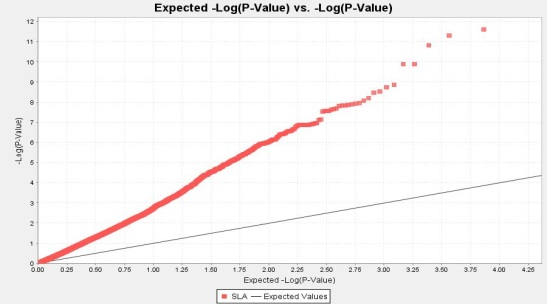 Expected -Log(P-Value) vs. -Log(P-Value)
12
11
10
9
8
7
6
5
4
3
2
1
0
-Log(P-Value)
0.00 0.25 0.50 0.75 1.00 1.25 1.50 1.75 2.00 2.25 2.50 2.75 3.00 3.25 3.50 3.75 4.00 4.25
Expected -Log(P-Value)
SLA Expected Values